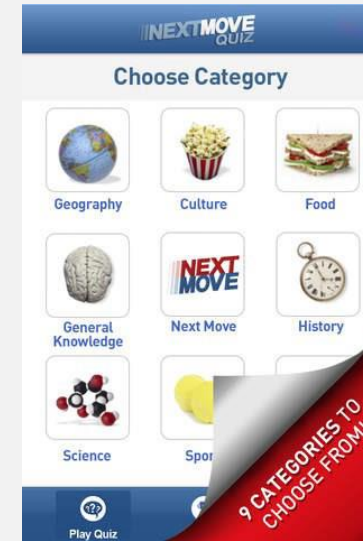 NEXTMOVE
QUIZ
Choose Category
Geography
Culture
Food
General
Knowledge
NEXT
MOVE
Next Move
History
Science
Spor
9 CATEGORIES TO
CHOOSE FROM!
???
Play Quiz